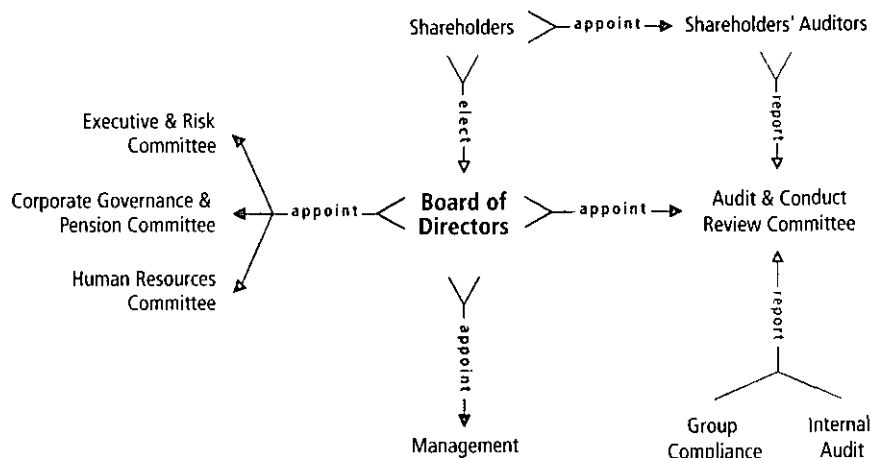 Shareholders
appoint
Shareholders' Auditors
elect
report
Executive & Risk
Committee
Corporate Governance &
Pension Committee
Human Resources
Committee
appoint
Board of
Directors
appoint
Audit & Conduct
Review Committee
appoint
report
Management
Group
Compliance
Internal
Audit